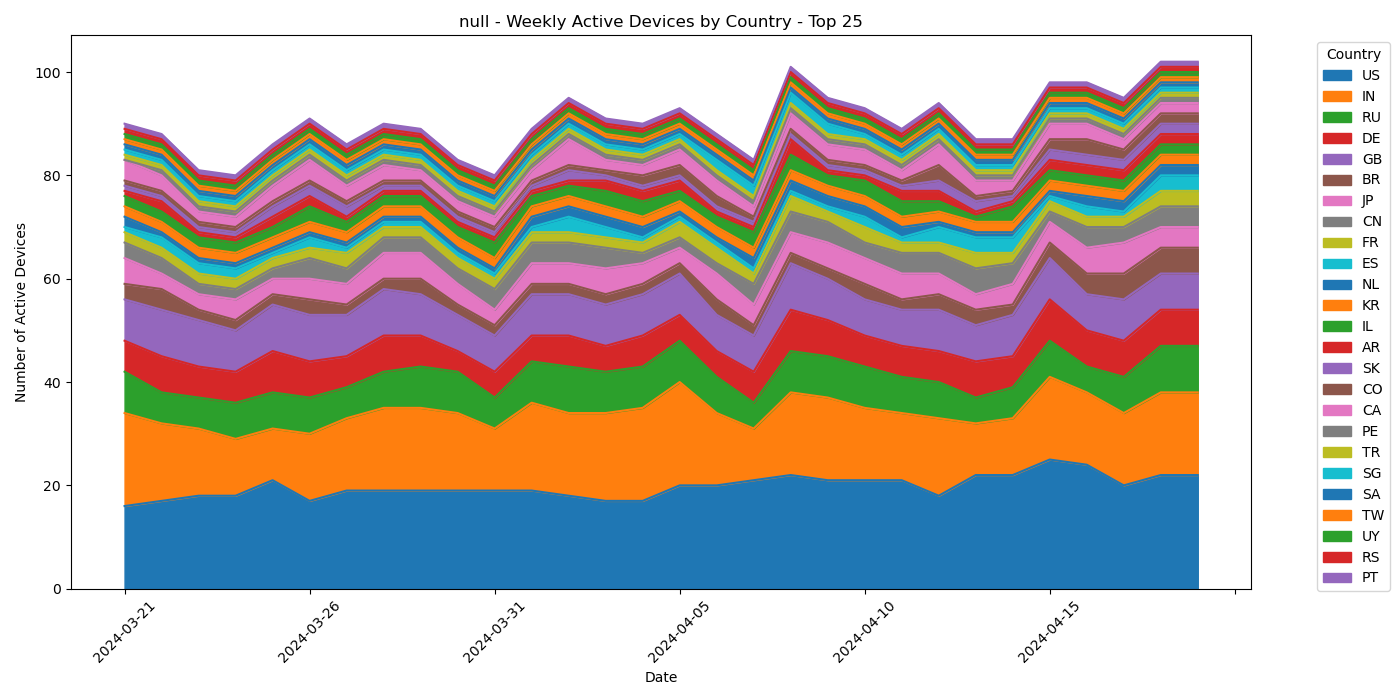 null - Weekly Active Devices by Country - Top 25
Number of Active Devices
100
80
60
40
20
0
2024-03-21
2024-03-26
2024-03-31
2024-04-05
2024-04-10
2024-04-15
Date
Country
US
IN
RU
DE
GB
BR
JP
CN
FR
ES
NL
KR
IL
AR
SK
CO
CA
PE
TR
SG
SA
TW
UY
RS
PT